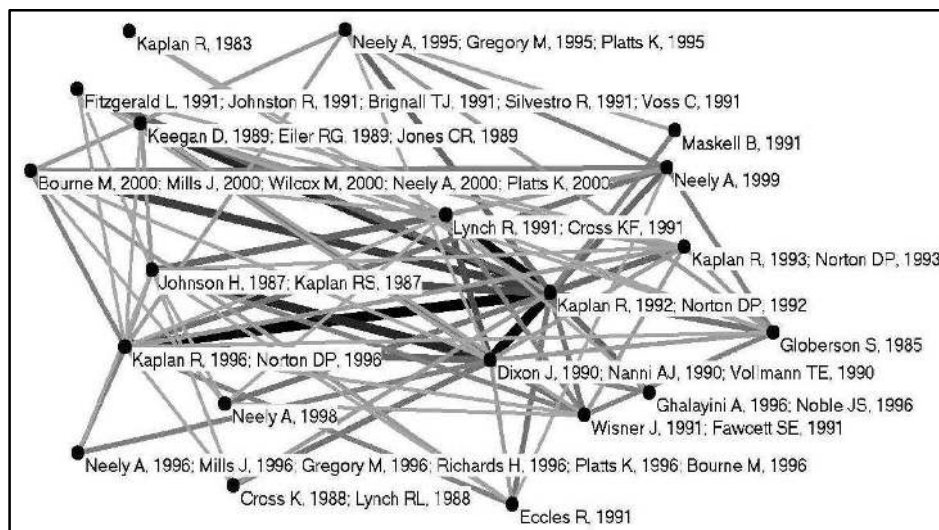 Kaplan R, 1983
Neely A, 1995; Gregory M, 1995; Platts K, 1995
Fitzgerald L, 1991; Johnston R, 1991; Brignall TJ, 1991; Silvestro R, 1991; Voss C, 1991
Keegan D, 1989; Eiler RG, 1989; Jones CR, 1989
Maskell B, 1991
Bourne M, 2000; Mills J, 2000; Wilcox M, 2000; Neely A, 2000; Platts K, 2000
Neely A, 1999
Lynch R, 1991; Cross KF, 1991
Kaplan R, 1993; Norton DP, 1993
Johnson H, 1987; Kaplan RS, 1987
Kaplan R, 1992; Norton DP, 1992
Globerson S, 1985
Kaplan R, 1996; Norton DP, 1996
Dixon J, 1990; Nanni AJ, 1990; Vollmann TE, 1990
Ghalayini A, 1996; Noble JS, 1996
Neely A, 1998
Wisner J, 1991; Fawcett SE, 1991
Neely A, 1996; Mills J, 1996; Gregory M, 1996; Richards H, 1996; Platts K, 1996; Bourne M, 1996
Cross K, 1988; Lynch RL, 1988
Eccles R, 1991